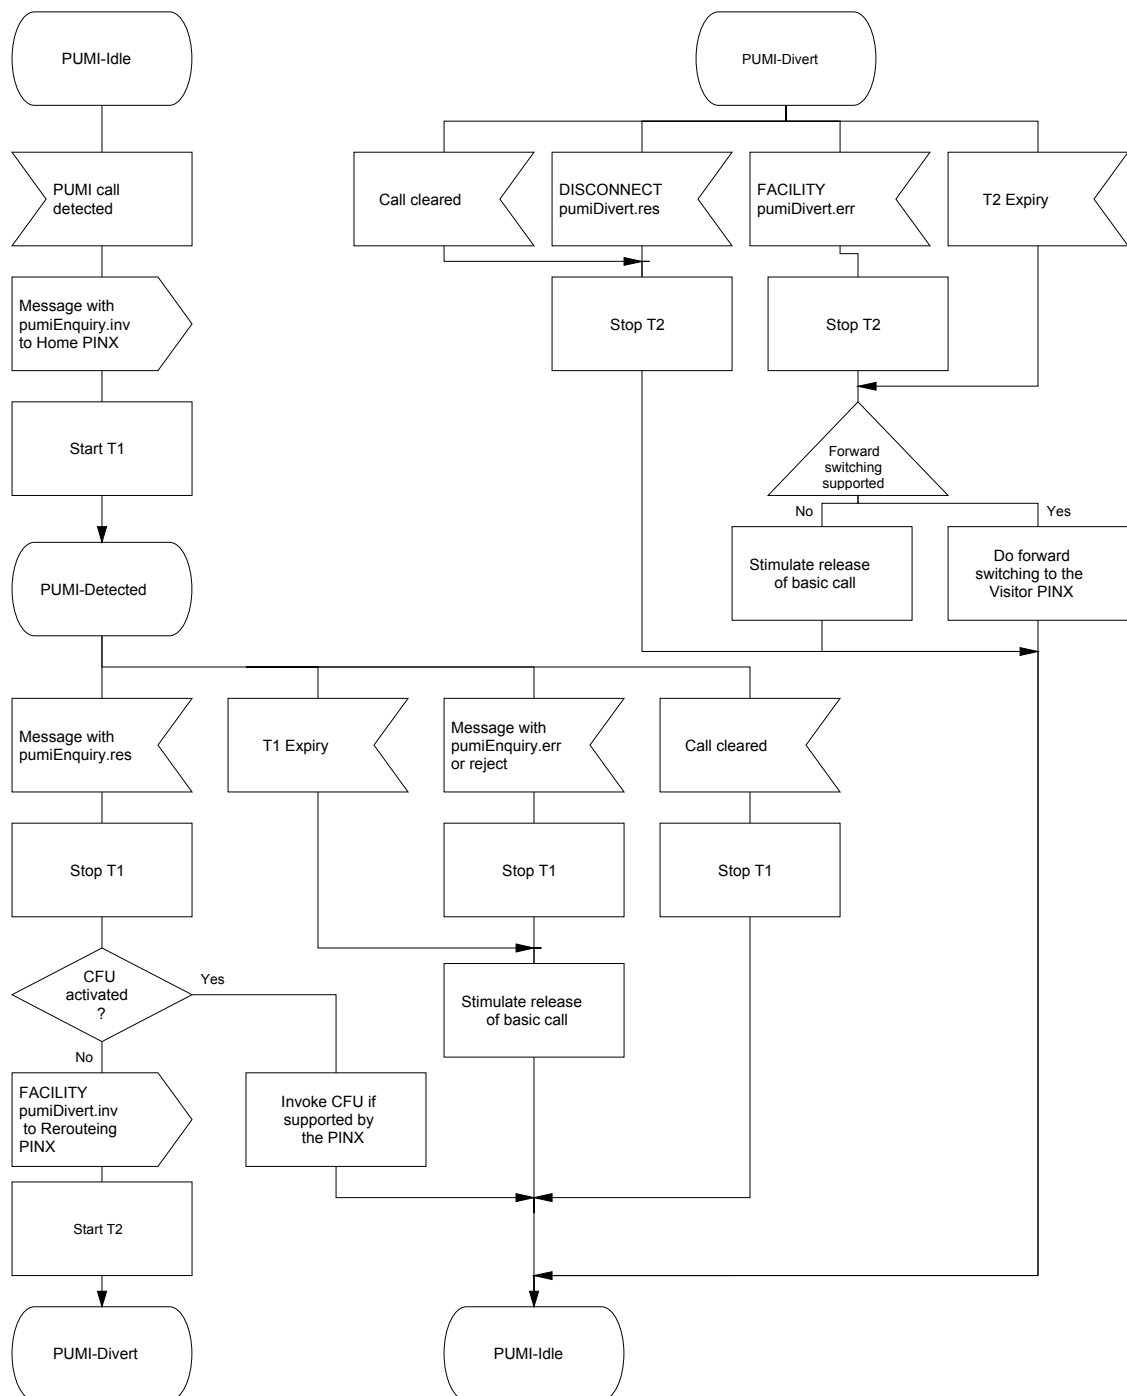 PUMI-Idle
PUMI-Divert
PUMI call
detected
Call cleared
DISCONNECT
pumiDivert.res
FACILITY
pumiDivert.err
T2 Expiry
Message with
pumiEnquiry.inv
to Home PINX
Stop T2
Stop T2
Start T1
Forward
switching
supported
No
Yes
Stimulate release
of basic call
Do forward
switching to the
Visitor PINX
PUMI-Detected
Message with
pumiEnquiry.res
T1 Expiry
Message with
pumiEnquiry.err
or reject
Call cleared
Stop T1
Stop T1
Stop T1
CFU
activated
?
Yes
No
Stimulate release
of basic call
FACILITY
pumiDivert.inv
to Rerouteing
PINX
Invoke CFU if
supported by
the PINX
Start T2
PUMI-Divert
PUMI-Idle